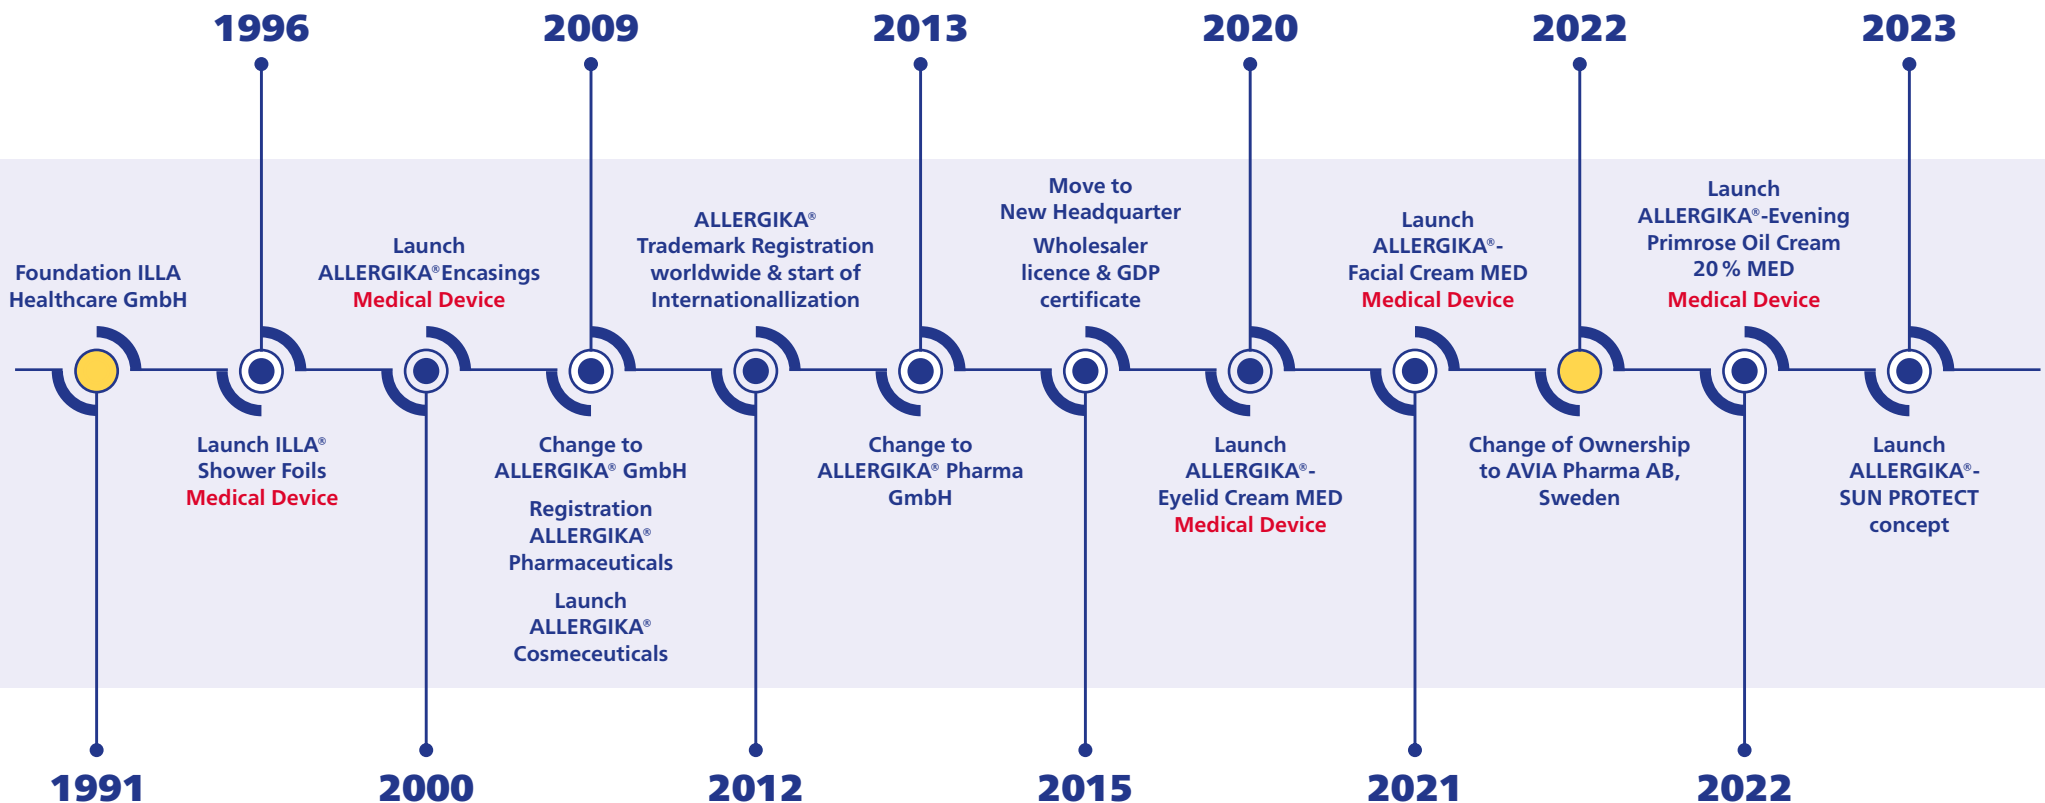 1996
2009
2013
2020
2022
2023
Foundation ILLA
Healthcare GmbH
Launch ILLA®
Shower Foils
Medical Device
Launch
ALLERGIKA® Encasings
Medical Device
Change to
ALLERGIKA® GmbH
Registration
ALLERGIKA®
Pharmaceuticals
Launch
ALLERGIKA®
Cosmeceuticals
ALLERGIKA®
Trademark Registration
worldwide & start of
Internationallization
Change to
ALLERGIKA® Pharma
GmbH
Move to
New Headquarter
Wholesaler
licence & GDP
certificate
Launch
ALLERGIKA®-
Eyelid Cream MED
Medical Device
Launch
ALLERGIKA®-
Facial Cream MED
Medical Device
Change of Ownership
to AVIA Pharma AB,
Sweden
Launch
ALLERGIKA®-Evening
Primrose Oil Cream
20 % MED
Medical Device
Launch
ALLERGIKA®-
SUN PROTECT
concept
1991
2000
2012
2015
2021
2022